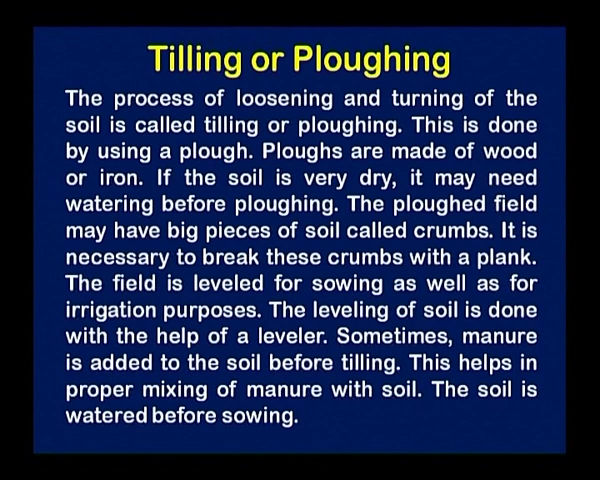 Tilling or Ploughing
The process of loosening and turning of the
soil is called tilling or ploughing. This is done
by using a plough. Ploughs are made of wood
or iron. If the soil is very dry, it may need
watering before ploughing. The ploughed field
may have big pieces of soil called crumbs. It is
necessary to break these crumbs with a plank.
The field is leveled for sowing as well as for
irrigation purposes. The leveling of soil is done
with the help of a leveler. Sometimes, manure
is added to the soil before tilling. This helps in
proper mixing of manure with soil. The soil is
watered before sowing.